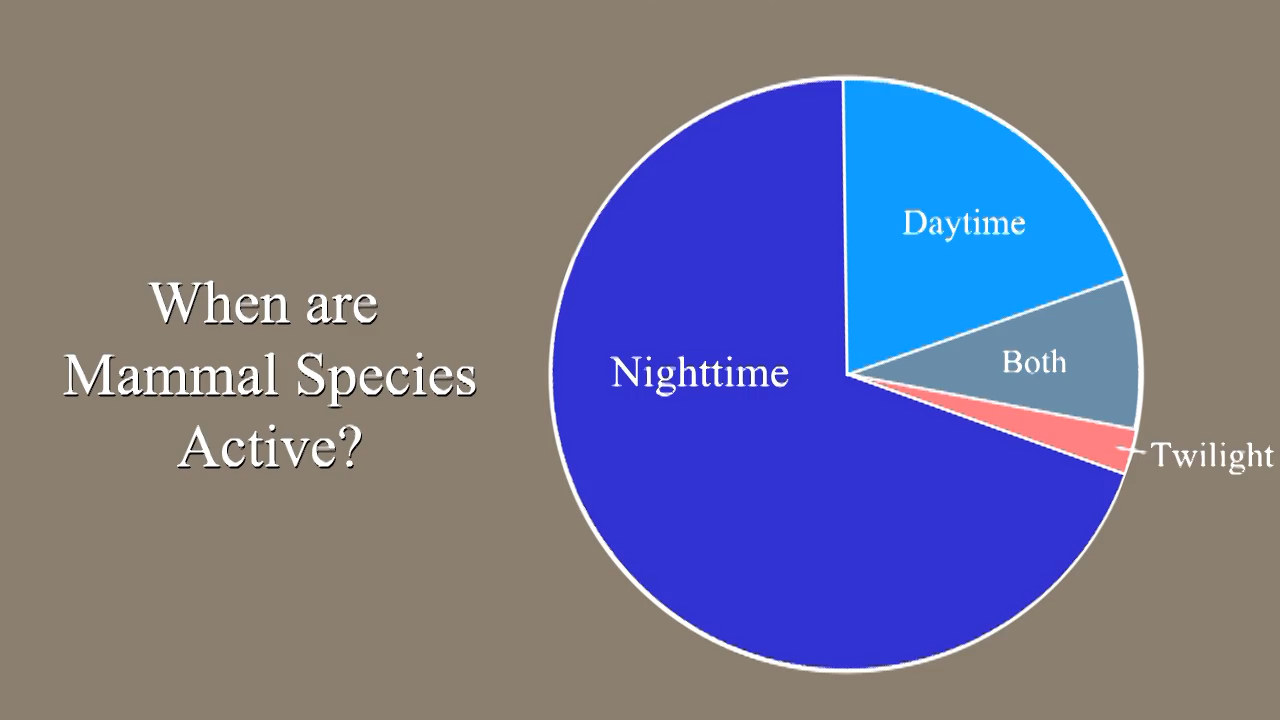 When are
Mammal Species
Active?
Daytime
Both
Twilight
Nighttime